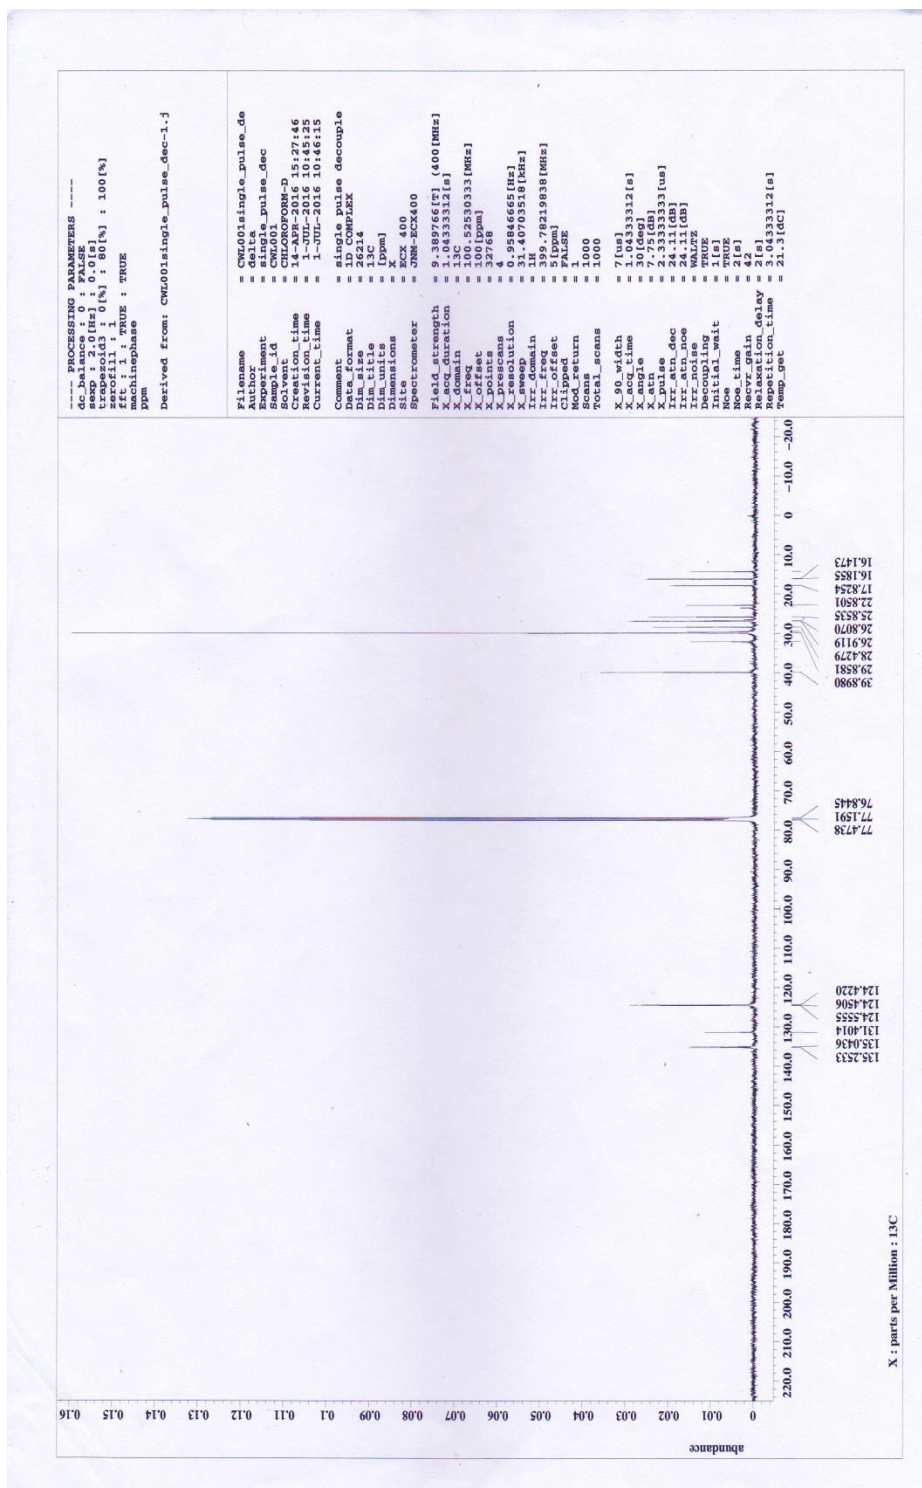 ---- PROCESSING PARAMETERS ----
dc_balance : 0 : FALSE
sexp : 2.0[Hz] : 0.0[s]
trapezoid3 : 0[%] : 80[%] : 100[%]
zerofill : 1
fft : 1 : TRUE : TRUE
machinephase
ppm
Derived from: CWL001single_pulse_dec-1.j
Filename = CWL001single_pulse_de
Author = delta
Experiment = single_pulse_dec
Sample_id = CWL001
Solvent = CHLOROFORM-D
Creation_time = 14-APR-2016 15:27:46
Revision_time = 1-JUL-2016 10:45:25
Current_time = 1-JUL-2016 10:46:15
Comment = single pulse decouple
Data_format = 1D COMPLEX
Dim_size = 26214
Dim_title = 13C
Dim_units = [ppm]
Dimensions = X
Site = ECX 400
Spectrometer = JNM-ECX400
Field_strength = 9.389766[T] (400[MHz]
X_acq_duration = 1.04333312[s]
X_domain = 13C
X_freq = 100.52530333[MHz]
X_offset = 100[ppm]
X_points = 32768
X_prescans = 4
X_resolution = 0.95846665[Hz]
X_sweep = 31.40703518[kHz]
Irr_domain = 1H
Irr_freq = 399.78219838[MHz]
Irr_offset = 5[ppm]
Clipped = FALSE
Mod_return = 1
Scans = 1000
Total_scans = 1000
X_90_width = 7[us]
X_acq_time = 1.04333312[s]
X_angle = 30[deg]
X_atn = 7.75[dB]
X_pulse = 2.33333333[us]
Irr_atn_dec = 24.11[dB]
Irr_atn_noe = 24.11[dB]
Irr_noise = WALTZ
Decoupling = TRUE
Initial_wait = 1[s]
Noe = TRUE
Noe_time = 2[s]
Recvr_gain = 42
Relaxation_delay = 2[s]
Repetition_time = 3.04333312[s]
Temp_get = 21.3[dC]
abundance
0 0.01 0.02 0.03 0.04 0.05 0.06 0.07 0.08 0.09 0.1 0.11 0.12 0.13 0.14 0.15 0.16
220.0 210.0 200.0 190.0 180.0 170.0 160.0 150.0 140.0 130.0 120.0 110.0 100.0 90.0 80.0 70.0 60.0 50.0 40.0 30.0 20.0 10.0 0 -10.0 -20.0
135.2533
135.0436
131.4014
124.5555
124.4506
124.4220
77.4738
77.1591
76.8445
39.8980
29.8581
28.4279
26.9119
26.8070
25.8535
22.8501
17.8254
16.1855
16.1473
X : parts per Million : 13C